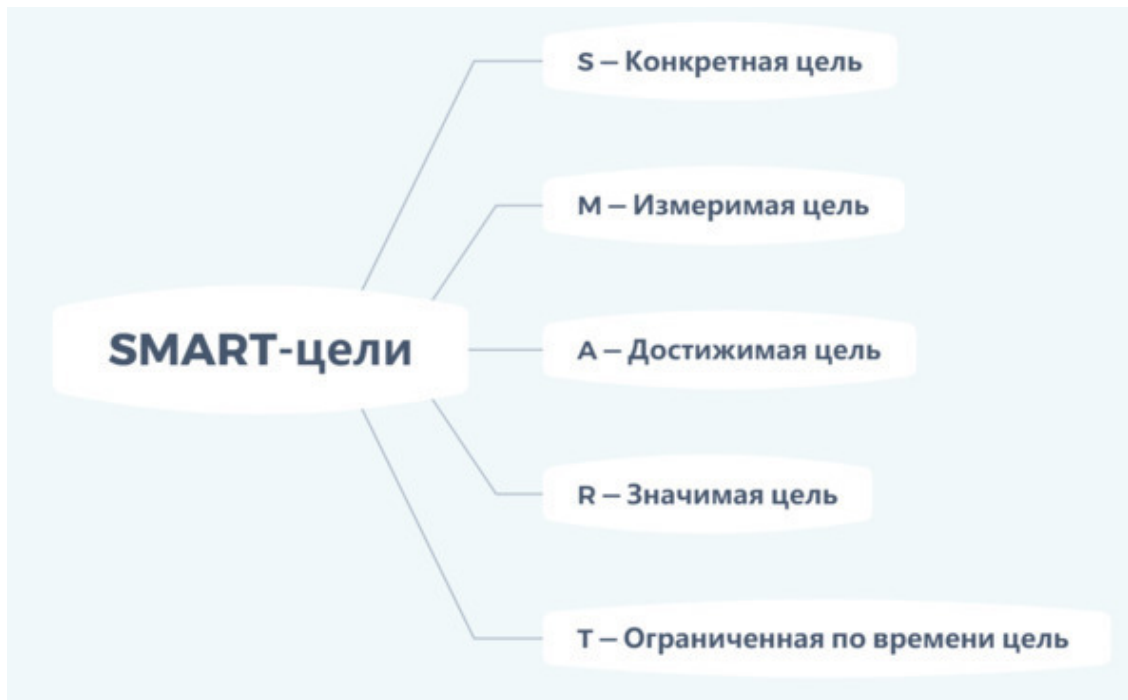 S — Конкретная цель
M — Измеримая цель
SMART-цели
A — Достижимая цель
R — Значимая цель
T — Ограниченная по времени цель